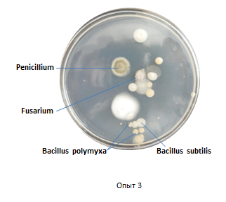 Penicillium
Fusarium
Bacillus polymyxa
Bacillus subtilis
Опыт 3